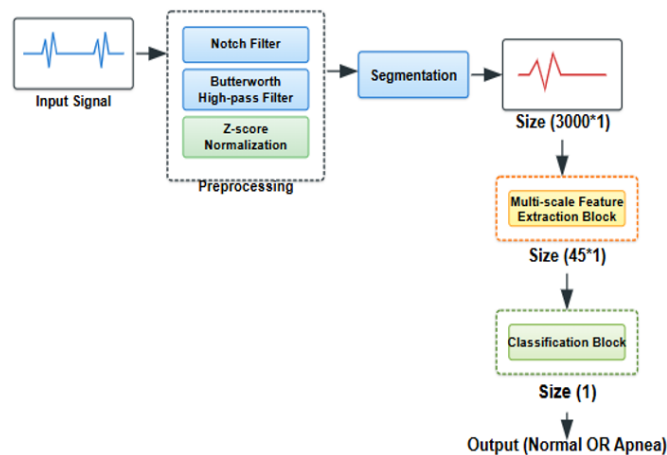 Input Signal
Notch Filter
Butterworth
High-pass Filter
Z-score
Normalization
Preprocessing
Segmentation
Size (3000*1)
Multi-scale Feature
Extraction Block
Size (45*1)
Classification Block
Size (1)
Output (Normal OR Apnea)